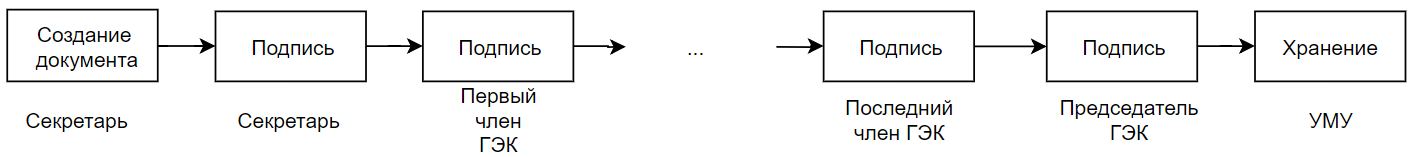 Создание
документа
Подпись
Подпись
...
Подпись
Подпись
Хранение
Секретарь
Секретарь
Первый
член
ГЭК
Последний
член ГЭК
Председатель
ГЭК
УМУ